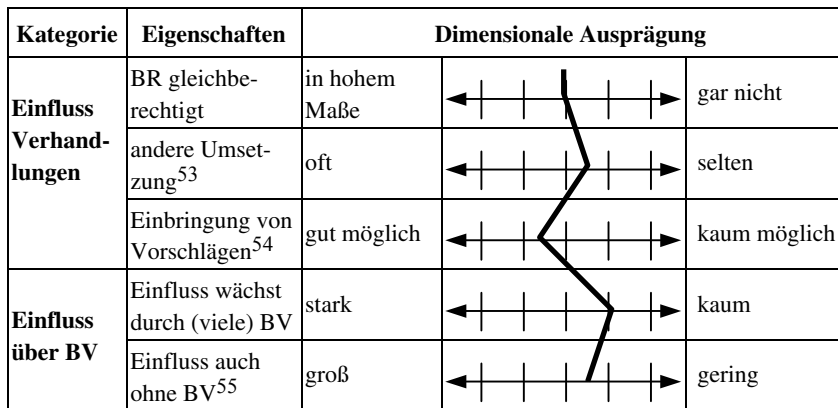 Kategorie Eigenschaften Dimensionale Ausprägung
Einfluss
Verhand-
lungen
BR gleichbe-
rechtigt
in hohem
Maße
gar nicht
andere Umset-
zung53
oft
selten
Einbringung von
Vorschlägen54
gut möglich
kaum möglich
Einfluss
über BV
Einfluss wächst
durch (viele) BV
stark
kaum
Einfluss auch
ohne BV55
groß
gering